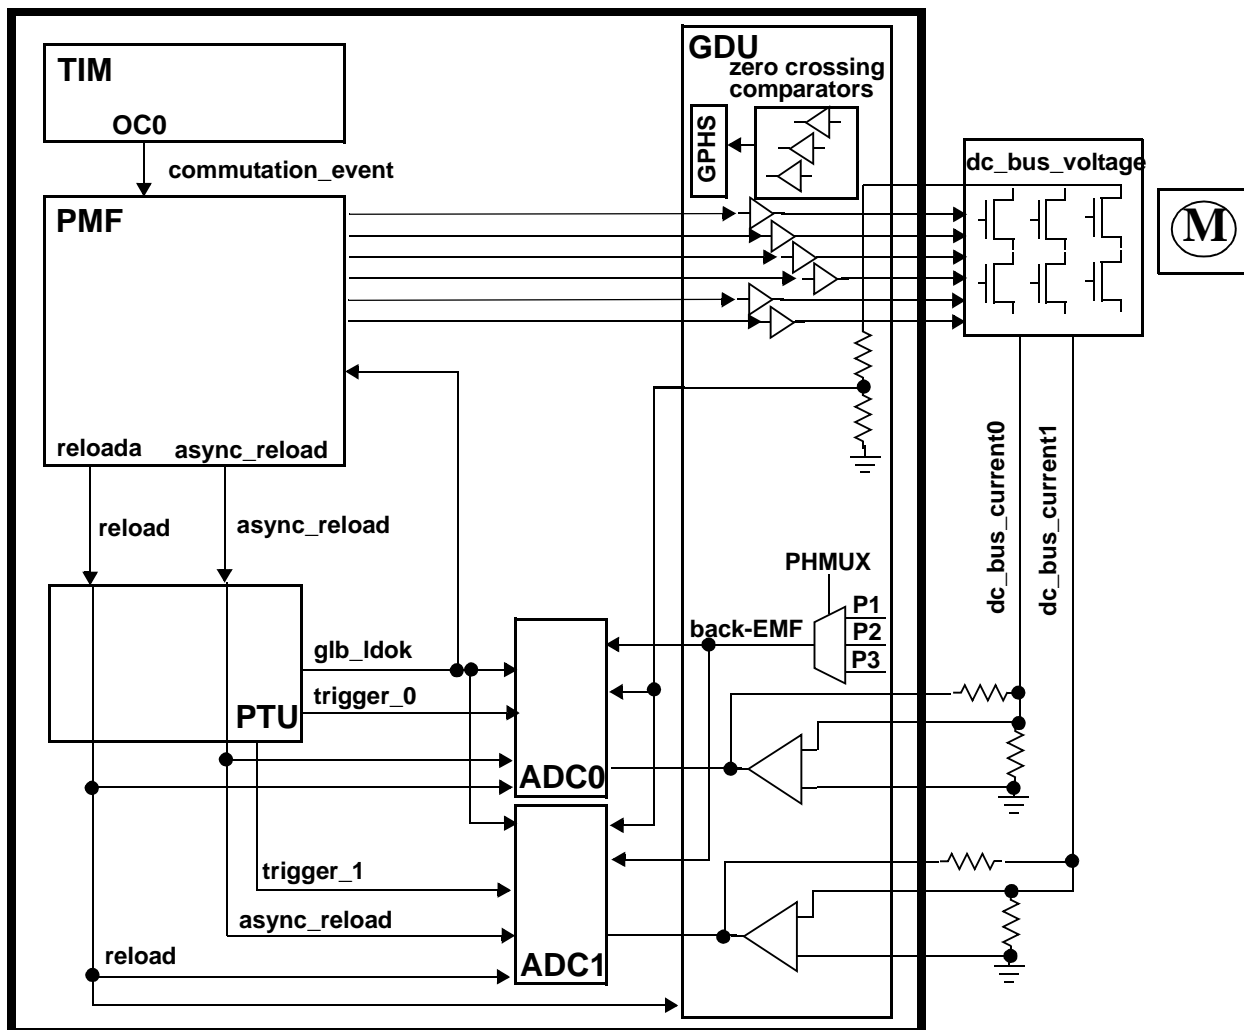 TIM
OC0
commutation_event
PMF
reloada
async_reload
reload
async_reload
glb_ldok
trigger_0
PTU
trigger_1
async_reload
reload
ADC0
ADC1
GDU
zero crossing
comparators
GPHS
PHMUX
P1
P2
P3
back-EMF
dc_bus_voltage
M
dc_bus_current0
dc_bus_current1